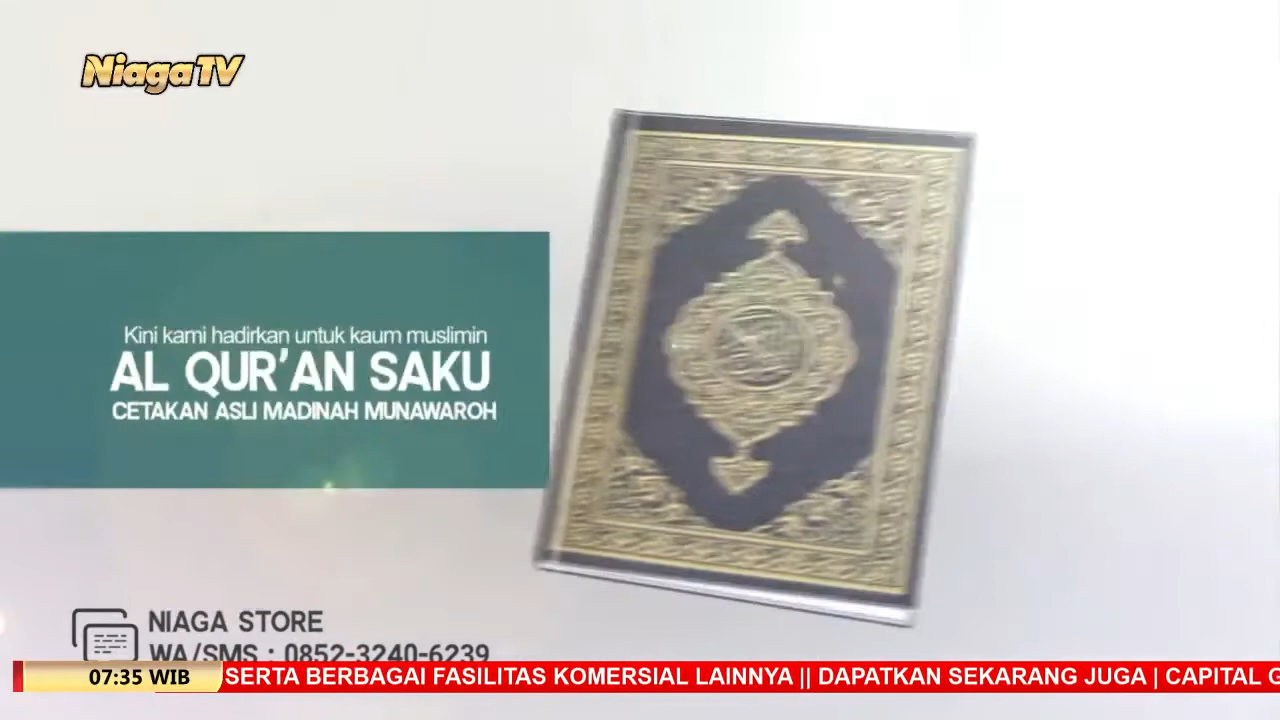 NiagaTV
Kini kami hadirkan untuk kaum muslimin
AL QUR'AN SAKU
CETAKAN ASLI MADINAH MUNAWAROH
NIAGA STORE
WA/SMS : 0852-3240-6239
07:35 WIB
SERTA BERBAGAI FASILITAS KOMERSIAL LAINNYA || DAPATKAN SEKARANG JUGA | CAPITAL G